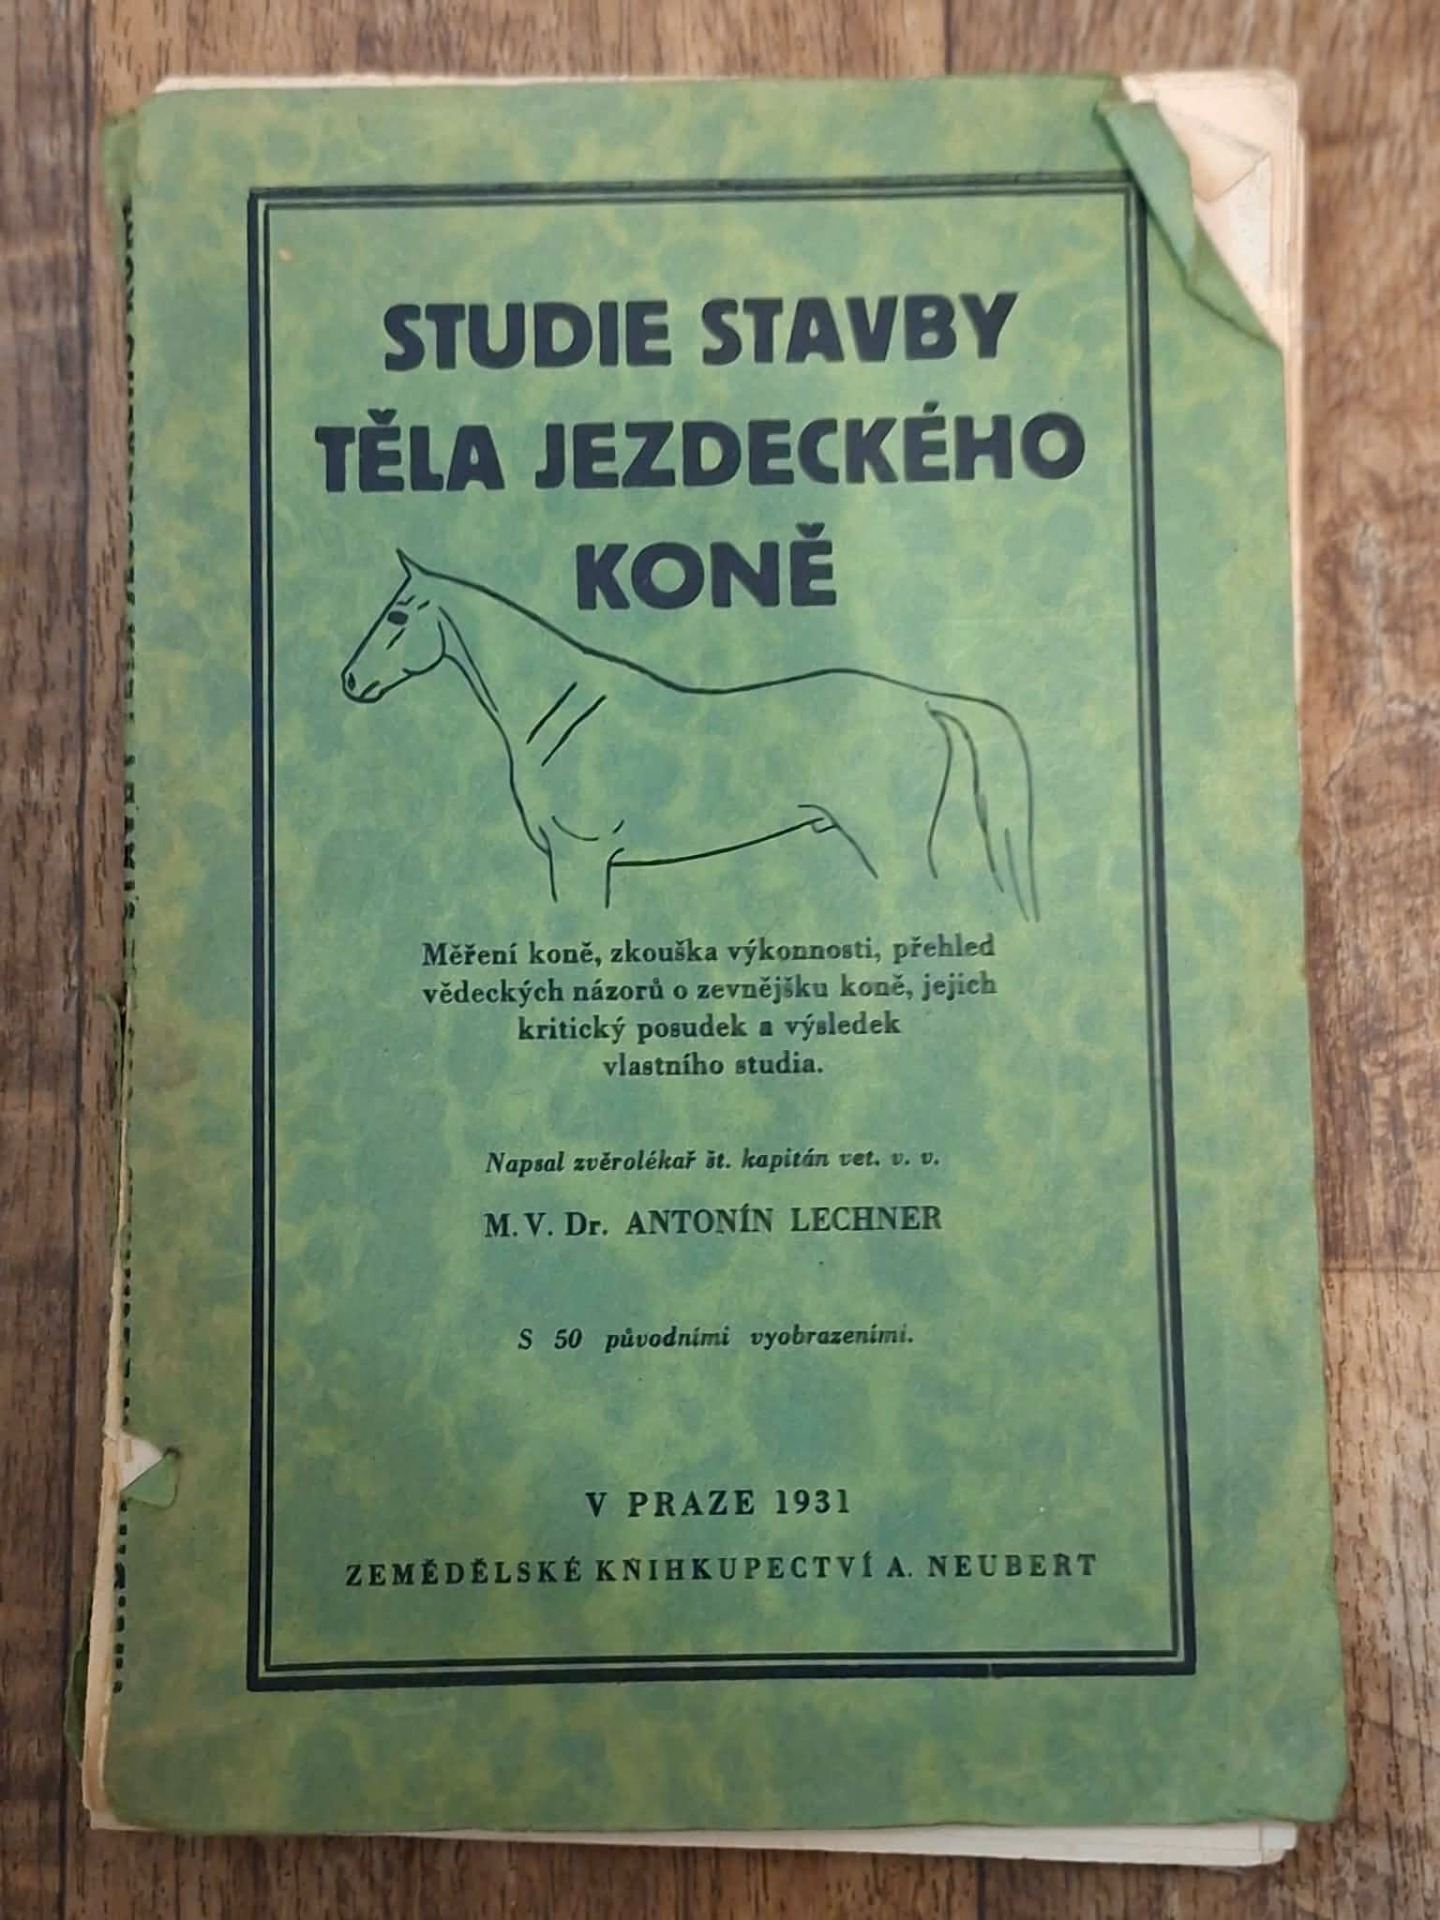 STUDIE STAVBY
TĚLA JEZDECKÉHO
KONĚ
Měření koně, zkouška výkonnosti, přehled
vědeckých názorů o zevnějšku koně, jejich
kritický posudek a výsledek
vlastního studia.
Napsal zvěrolékař št. kapitán vet. v. v.
M. V. Dr. ANTONÍN LECHNER
S 50 původními vyobrazeními.
V PRAZE 1931
ZEMĚDĚLSKÉ KNIHKUPECTVÍ A. NEUBERT